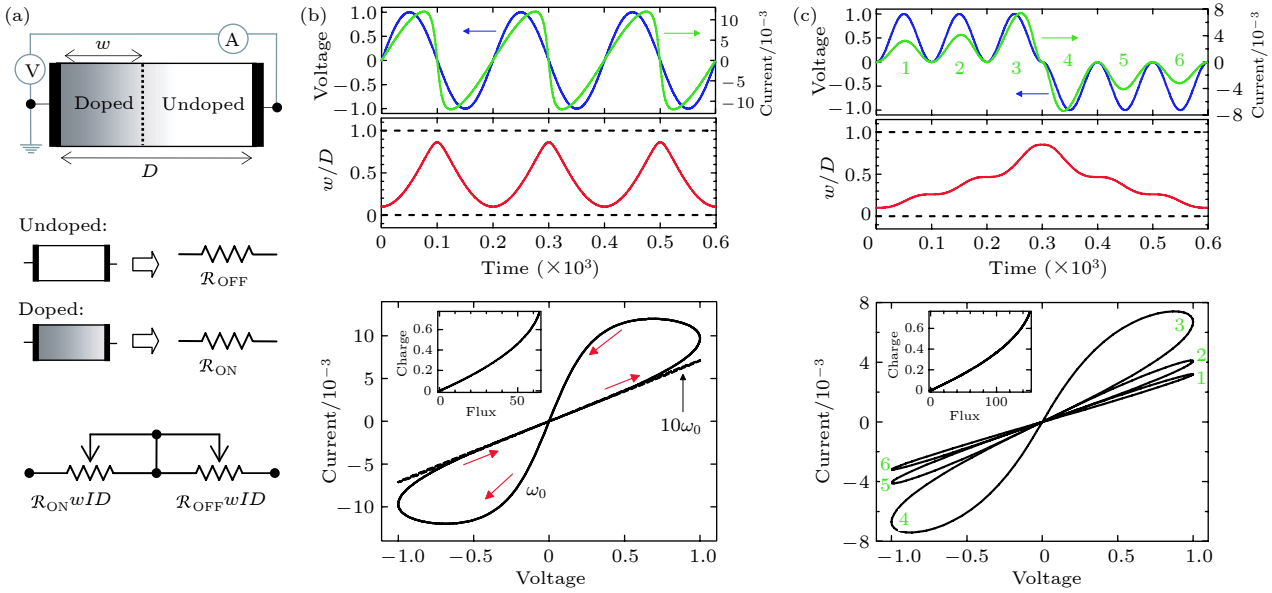 (a)
A
V
w
Doped
Undoped
D
Undoped:
R_OFF
Doped:
R_ON
R_ON wID
R_OFF wID
(b)
Voltage
1.0
0.5
0
−0.5
−1.0
Current/10⁻³
10
5
0
−5
−10
w/D
1.0
0.5
0
0 0.1 0.2 0.3 0.4 0.5 0.6
Time (×10³)
Current/10⁻³
10
5
0
−5
−10
Charge
0.6
0.4
0.2
0
0 50
Flux
10ω₀
ω₀
−1.0 −0.5 0 0.5 1.0
Voltage
(c)
Voltage
1.0
0.5
0
−0.5
−1.0
1 2 3 4 5 6
Current/10⁻³
8
4
0
−4
−8
w/D
1.0
0.5
0
0 0.1 0.2 0.3 0.4 0.5 0.6
Time (×10³)
Current/10⁻³
8
4
0
−4
−8
Charge
0.6
0.4
0.2
0
0 100
Flux
3
2
1
6
5
4
−1.0 −0.5 0 0.5 1.0
Voltage